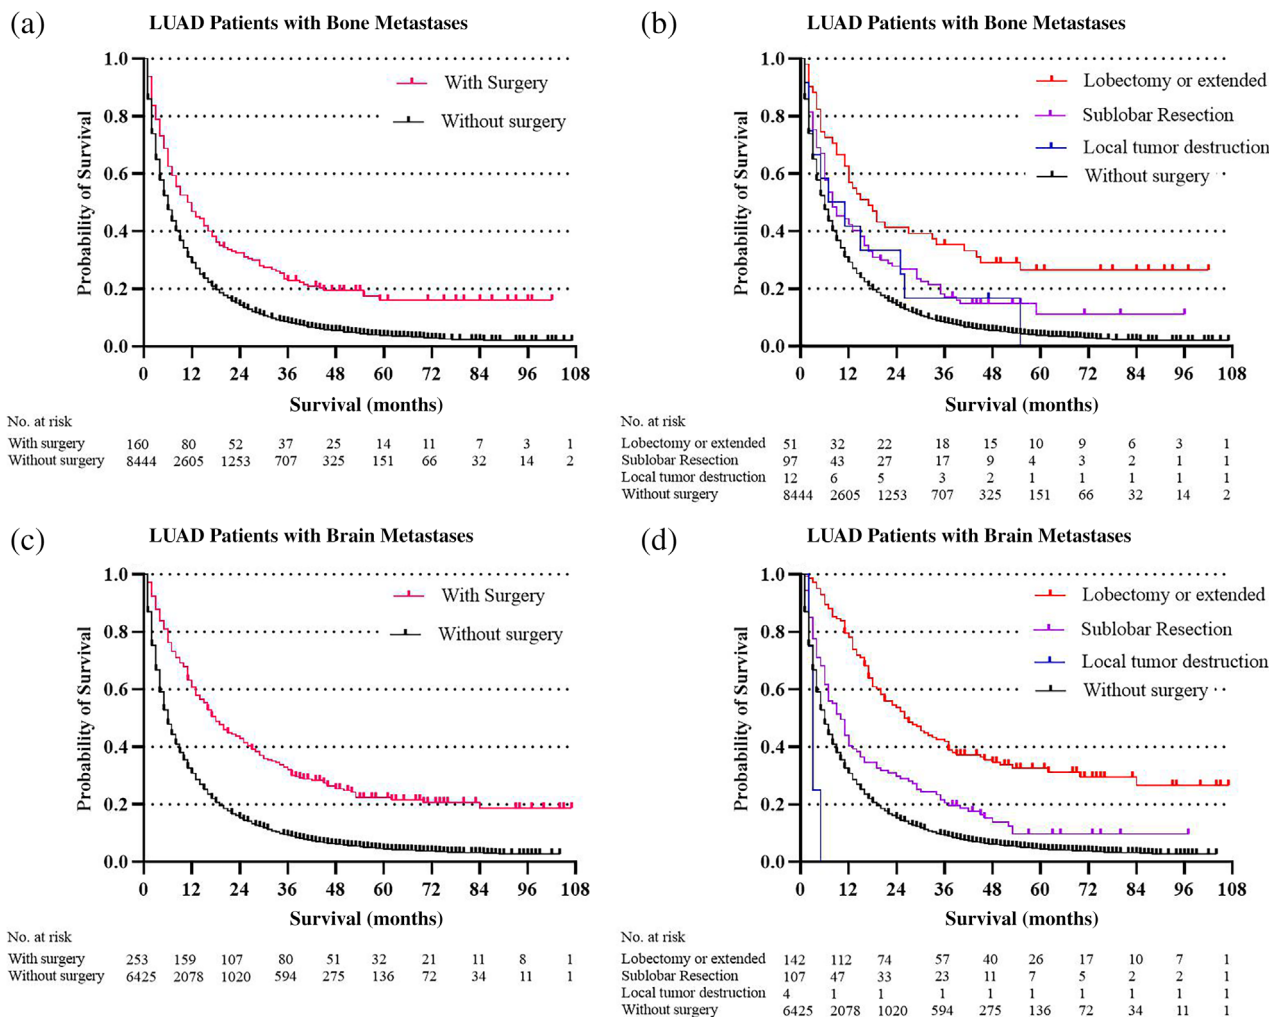 (a)
LUAD Patients with Bone Metastases
Probability of Survival
1.0
0.8
0.6
0.4
0.2
0.0
With Surgery
Without surgery
0 12 24 36 48 60 72 84 96 108
Survival (months)
No. at risk
With surgery 160 80 52 37 25 14 11 7 3 1
Without surgery 8444 2605 1253 707 325 151 66 32 14 2
(b)
LUAD Patients with Bone Metastases
Probability of Survival
1.0
0.8
0.6
0.4
0.2
0.0
Lobectomy or extended
Sublobar Resection
Local tumor destruction
Without surgery
0 12 24 36 48 60 72 84 96 108
Survival (months)
No. at risk
Lobectomy or extended 51 32 22 18 15 10 9 6 3 1
Sublobar Resection 97 43 27 17 9 4 3 2 1 1
Local tumor destruction 12 6 5 3 2 1 1 1 1 1
Without surgery 8444 2605 1253 707 325 151 66 32 14 2
(c)
LUAD Patients with Brain Metastases
Probability of Survival
1.0
0.8
0.6
0.4
0.2
0.0
With Surgery
Without surgery
0 12 24 36 48 60 72 84 96 108
Survival (months)
No. at risk
With surgery 253 159 107 80 51 32 21 11 8 1
Without surgery 6425 2078 1020 594 275 136 72 34 11 1
(d)
LUAD Patients with Brain Metastases
Probability of Survival
1.0
0.8
0.6
0.4
0.2
0.0
Lobectomy or extended
Sublobar Resection
Local tumor destruction
Without surgery
0 12 24 36 48 60 72 84 96 108
Survival (months)
No. at risk
Lobectomy or extended 142 112 74 57 40 26 17 10 7 1
Sublobar Resection 107 47 33 23 11 7 5 2 2 1
Local tumor destruction 4 1 1 1 1 1 1 1 1 1
Without surgery 6425 2078 1020 594 275 136 72 34 11 1